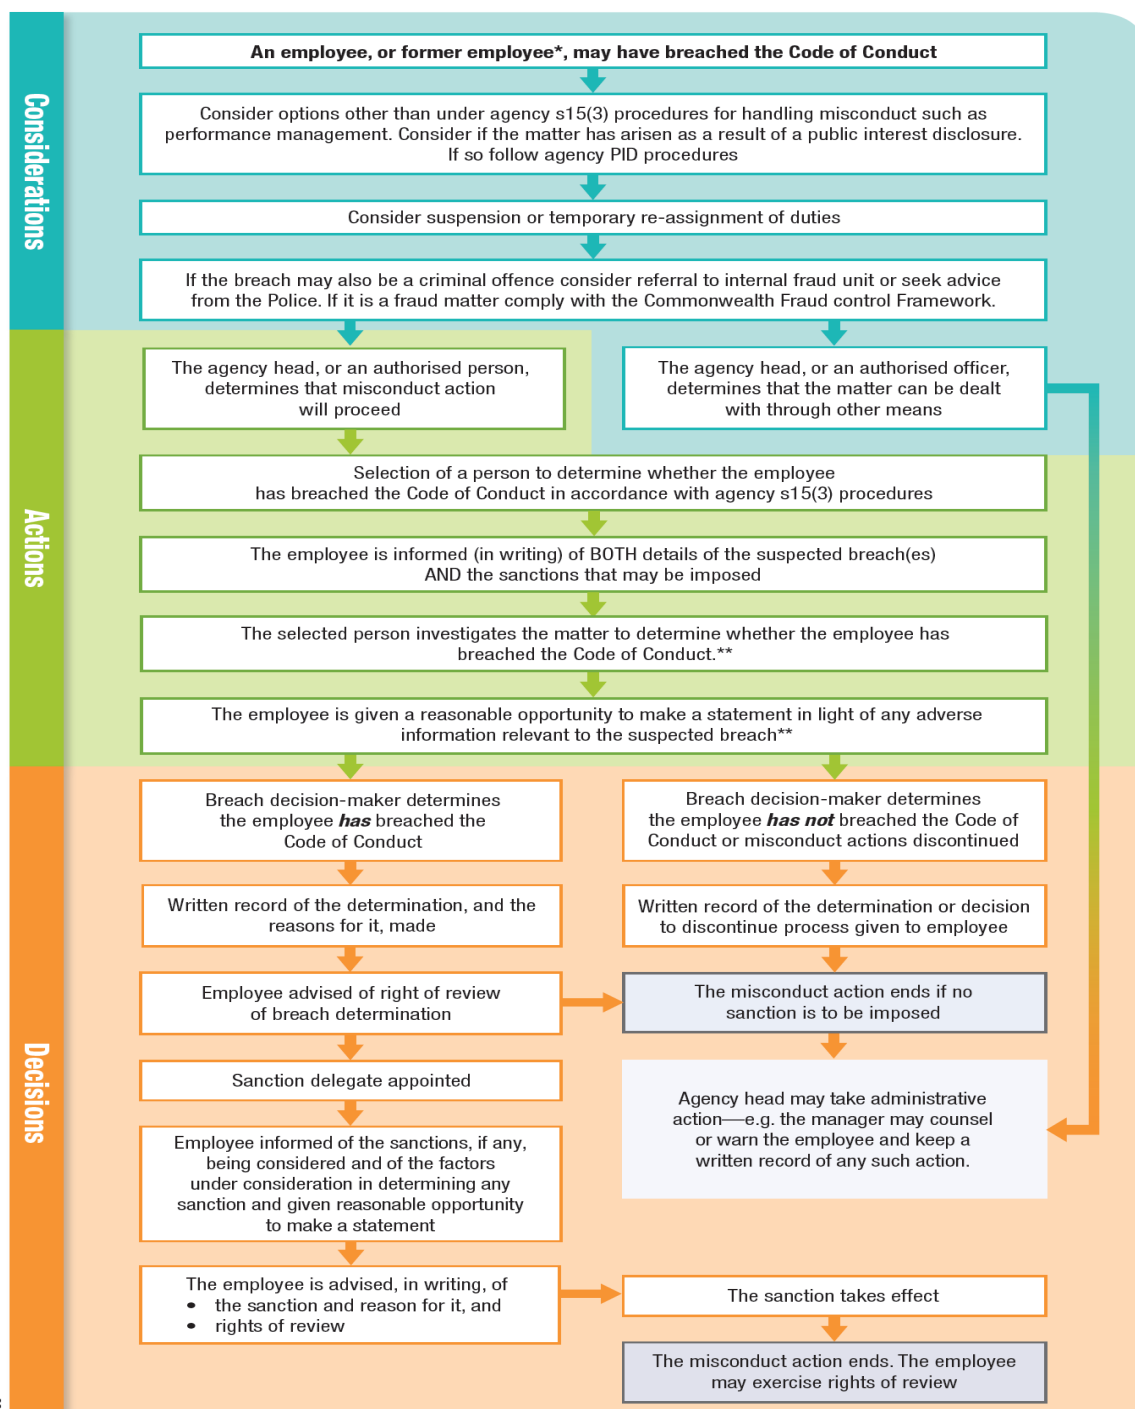 Considerations
An employee, or former employee*, may have breached the Code of Conduct
Consider options other than under agency s15(3) procedures for handling misconduct such as
performance management. Consider if the matter has arisen as a result of a public interest disclosure.
If so follow agency PID procedures
Consider suspension or temporary re-assignment of duties
If the breach may also be a criminal offence consider referral to internal fraud unit or seek advice
from the Police. If it is a fraud matter comply with the Commonwealth Fraud control Framework.
Actions
The agency head, or an authorised person,
determines that misconduct action
will proceed
The agency head, or an authorised officer,
determines that the matter can be dealt
with through other means
Selection of a person to determine whether the employee
has breached the Code of Conduct in accordance with agency s15(3) procedures
The employee is informed (in writing) of BOTH details of the suspected breach(es)
AND the sanctions that may be imposed
The selected person investigates the matter to determine whether the employee has
breached the Code of Conduct.**
The employee is given a reasonable opportunity to make a statement in light of any adverse
information relevant to the suspected breach**
Decisions
Breach decision-maker determines
the employee has breached the
Code of Conduct
Breach decision-maker determines
the employee has not breached the Code of
Conduct or misconduct actions discontinued
Written record of the determination, and the
reasons for it, made
Written record of the determination or decision
to discontinue process given to employee
Employee advised of right of review
of breach determination
The misconduct action ends if no
sanction is to be imposed
Sanction delegate appointed
Agency head may take administrative
action—e.g. the manager may counsel
or warn the employee and keep a
written record of any such action.
Employee informed of the sanctions, if any,
being considered and of the factors
under consideration in determining any
sanction and given reasonable opportunity
to make a statement
The employee is advised, in writing, of
• the sanction and reason for it, and
• rights of review
The sanction takes effect
The misconduct action ends. The employee
may exercise rights of review